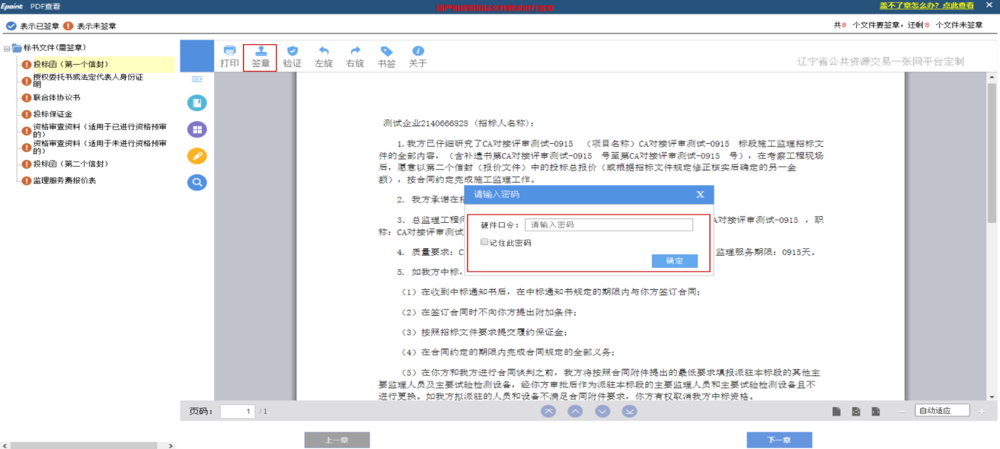 Epoint PDF查看
请严格按照招标文件要求进行签章
盖不了章怎么办? 点此查看 ×
表示已签章 表示未签章
共8 个文件要签章，还剩8 个文件未签章
标书文件(需签章)
投标函（第一个信封）
授权委托书或法定代表人身份证
明
联合体协议书
投标保证金
资格审查资料（适用于已进行资格预审
的）
资格审查资料（适用于未进行资格预审
的）
投标函（第二个信封）
监理服务费报价表
打印 签章 验证 左旋 右旋 书签 关于
辽宁省公共资源交易一张网平台定制
测试企业2140666828（招标人名称）：
1.我方已仔细研究了CA对接评审测试-0915 （项目名称）CA对接评审测试-0915 标段施工监理招标文
件的全部内容，（含补遗书第CA对接评审测试-0915 号至第CA对接评审测试-0915 号），在考察工程现场
后，愿意以第二个信封（报价文件）中的投标总报价（或根据招标文件规定修正核实后确定的另一金
额），按合同约定完成施工监理工作。
请输入密码 X
2. 我方承诺在招
3. 总监理工程师 A对接评审测试-0915 ，职
硬件口令： 请输入密码
称：CA对接评审测试
记住此密码
4. 质量要求：C 监理服务期限：0915天。
确定
5. 如我方中标，
（1）在收到中标通知书后，在中标通知书规定的期限内与你方签订合同；
（2）在签订合同时不向你方提出附加条件；
（3）按照招标文件要求提交履约保证金；
（4）在合同约定的期限内完成合同规定的全部义务；
（5）在你方和我方进行合同谈判之前，我方将按照合同附件提出的最低要求填报派驻本标段的其他主
要监理人员及主要试验检测设备，经你方审批后作为派驻本标段的主要监理人员和主要试验检测设备且不
进行更换。如我方拟派驻的人员和设备不满足合同附件要求，你方有权取消我方中标资格。
页码： 1 / 1
自动适应
上一章 下一章